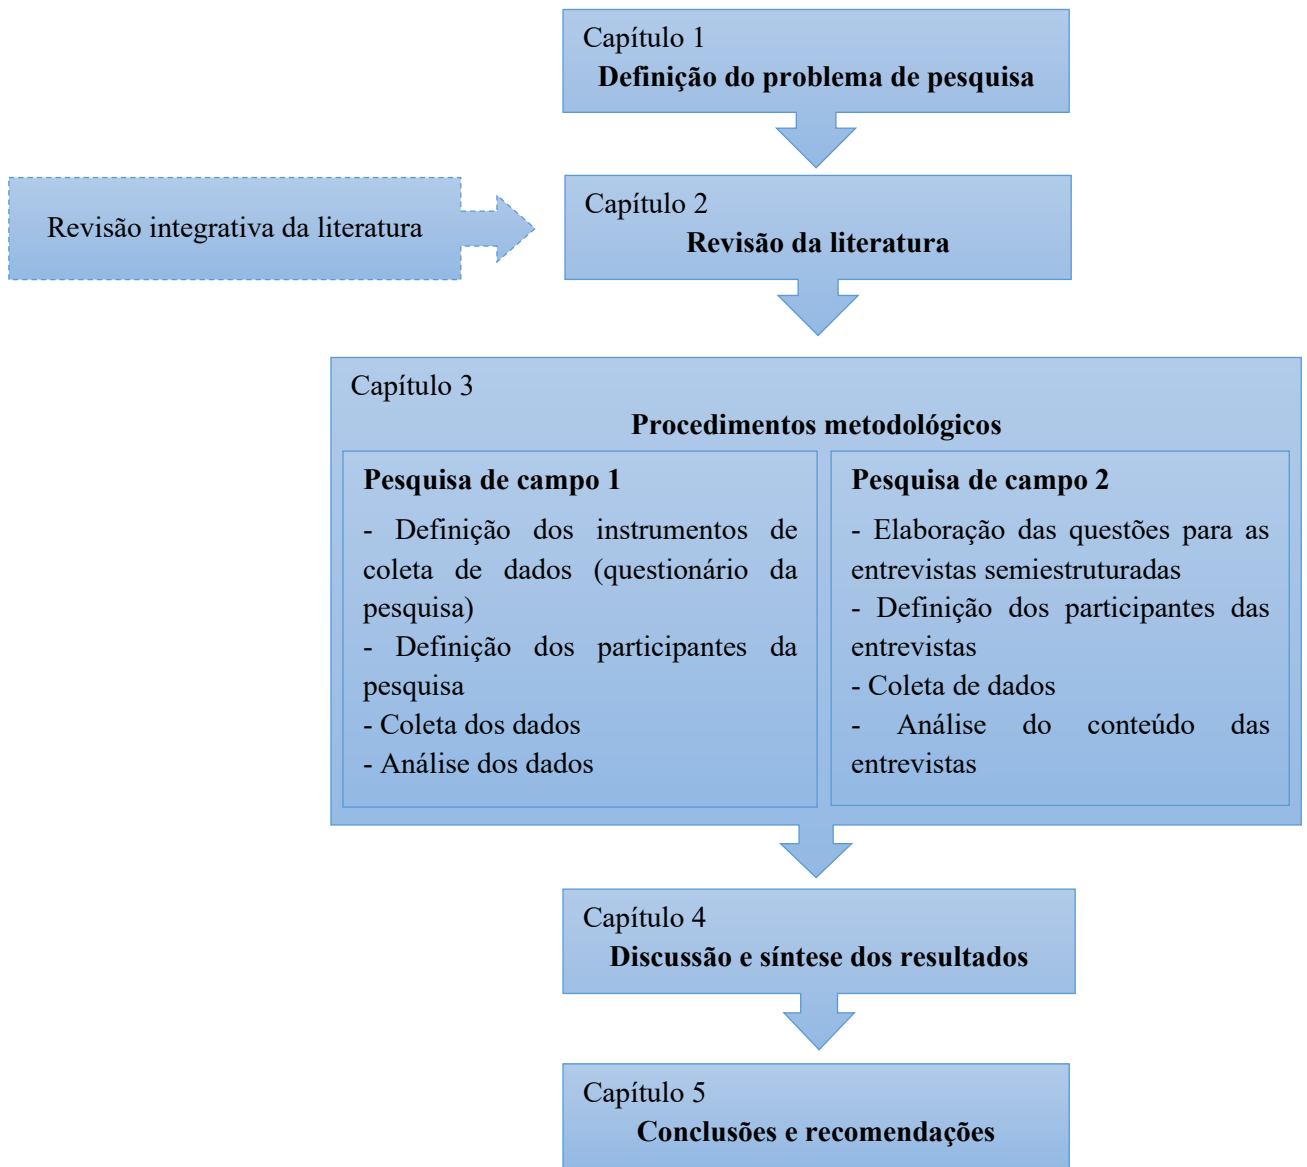 Capítulo 1
Definição do problema de pesquisa
Revisão integrativa da literatura
Capítulo 2
Revisão da literatura
Capítulo 3
Procedimentos metodológicos
Pesquisa de campo 1
- Definição dos instrumentos de
coleta de dados (questionário da
pesquisa)
- Definição dos participantes da
pesquisa
- Coleta dos dados
- Análise dos dados
Pesquisa de campo 2
- Elaboração das questões para as
entrevistas semiestruturadas
- Definição dos participantes das
entrevistas
- Coleta de dados
- Análise do conteúdo das
entrevistas
Capítulo 4
Discussão e síntese dos resultados
Capítulo 5
Conclusões e recomendações